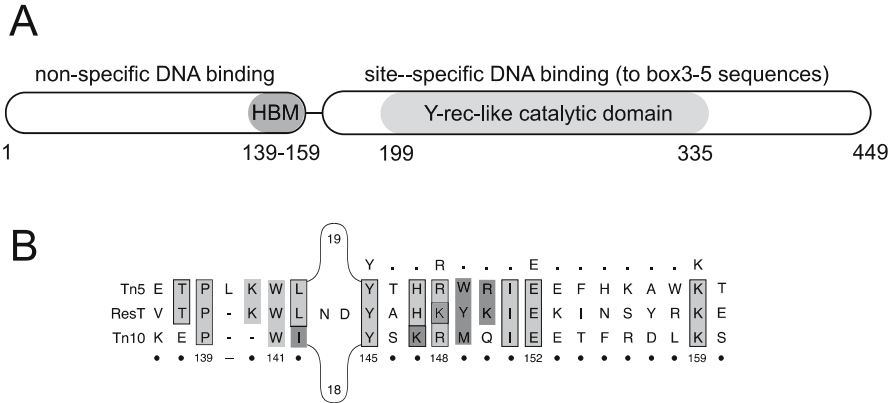 A
non-specific DNA binding site--specific DNA binding (to box3-5 sequences)
HBM Y-rec-like catalytic domain
1 139-159 199 335 449
B
19
Y . . R . . . E . . . . . . K
Tn5 E T P L K W L Y T H R W R I E E F H K A W K T
ResT V T P - K W L N D Y A H K Y K I E K I N S Y R K E
Tn10 K E P - - W I Y S K R M Q I E E T F R D L K S
• • 139 – 141 • 145 • • 148 • • • 152 • • • • • • 159 •
18